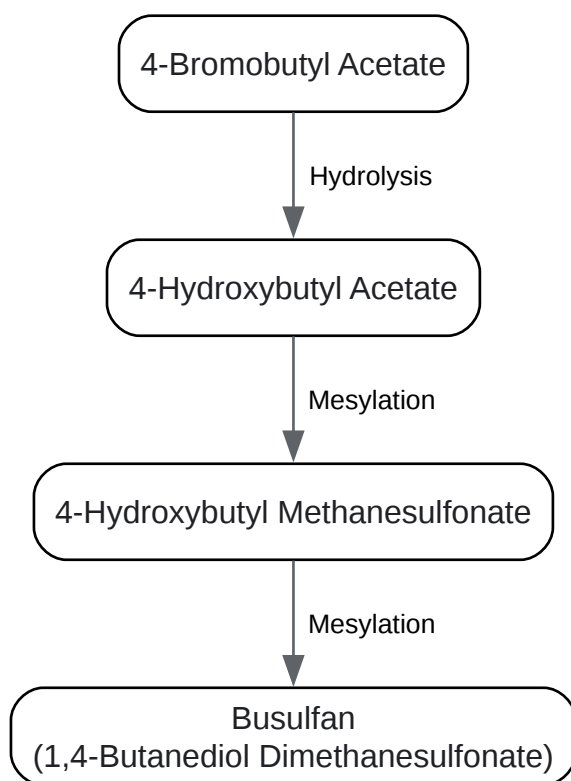 4-Bromobutyl Acetate
Hydrolysis
4-Hydroxybutyl Acetate
Mesylation
4-Hydroxybutyl Methanesulfonate
Mesylation
Busulfan
(1,4-Butanediol Dimethanesulfonate)